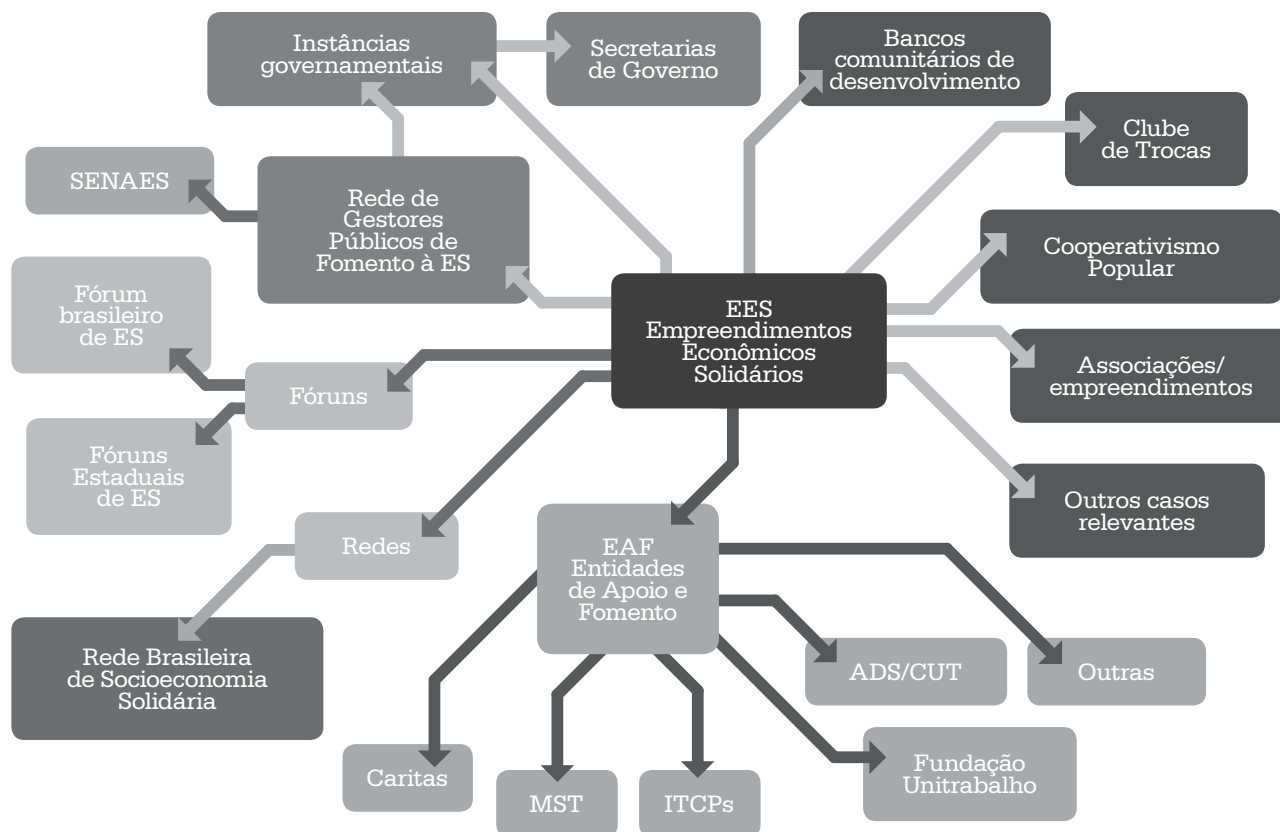 Instâncias
governamentais
Secretarias
de Governo
Bancos
comunitários de
desenvolvimento
Clube
de Trocas
SENAES
Rede de
Gestores
Públicos de
Fomento à ES
Cooperativismo
Popular
Fórum
brasileiro
de ES
EES
Empreendimentos
Econômicos
Solidários
Associações/
empreendimentos
Fóruns
Fóruns
Estaduais
de ES
Outros casos
relevantes
Redes
EAF
Entidades
de Apoio e
Fomento
Rede Brasileira
de Socioeconomia
Solidária
ADS/CUT
Outras
Caritas
MST
ITCPs
Fundação
Unitrabalho